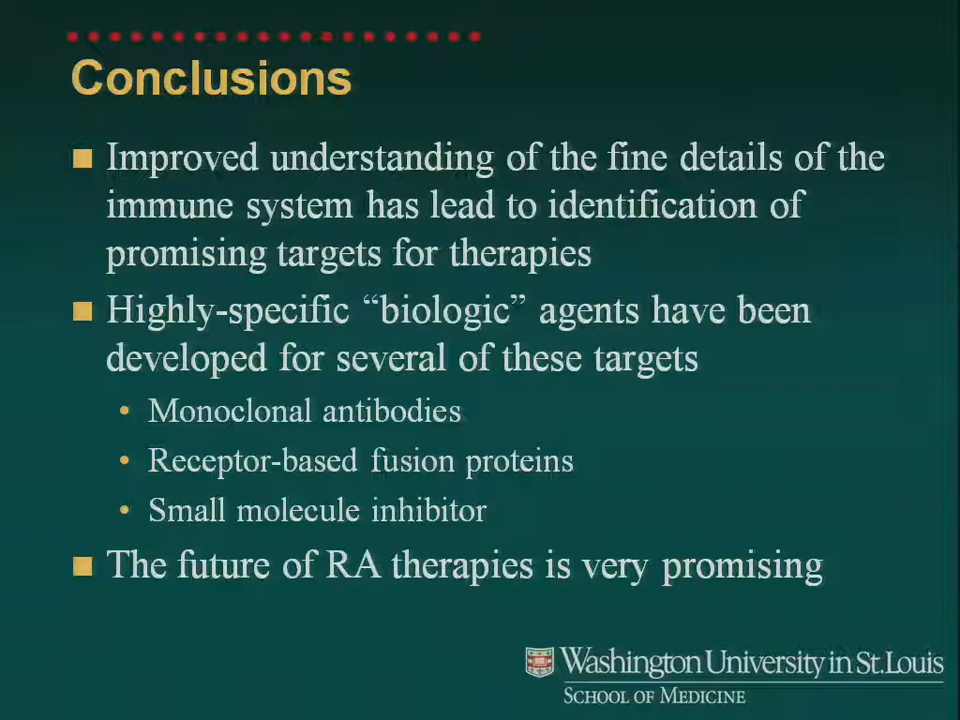 Conclusions
Improved understanding of the fine details of the
immune system has lead to identification of
promising targets for therapies
Highly-specific “biologic” agents have been
developed for several of these targets
• Monoclonal antibodies
• Receptor-based fusion proteins
• Small molecule inhibitor
The future of RA therapies is very promising
Washington University in St. Louis
SCHOOL OF MEDICINE